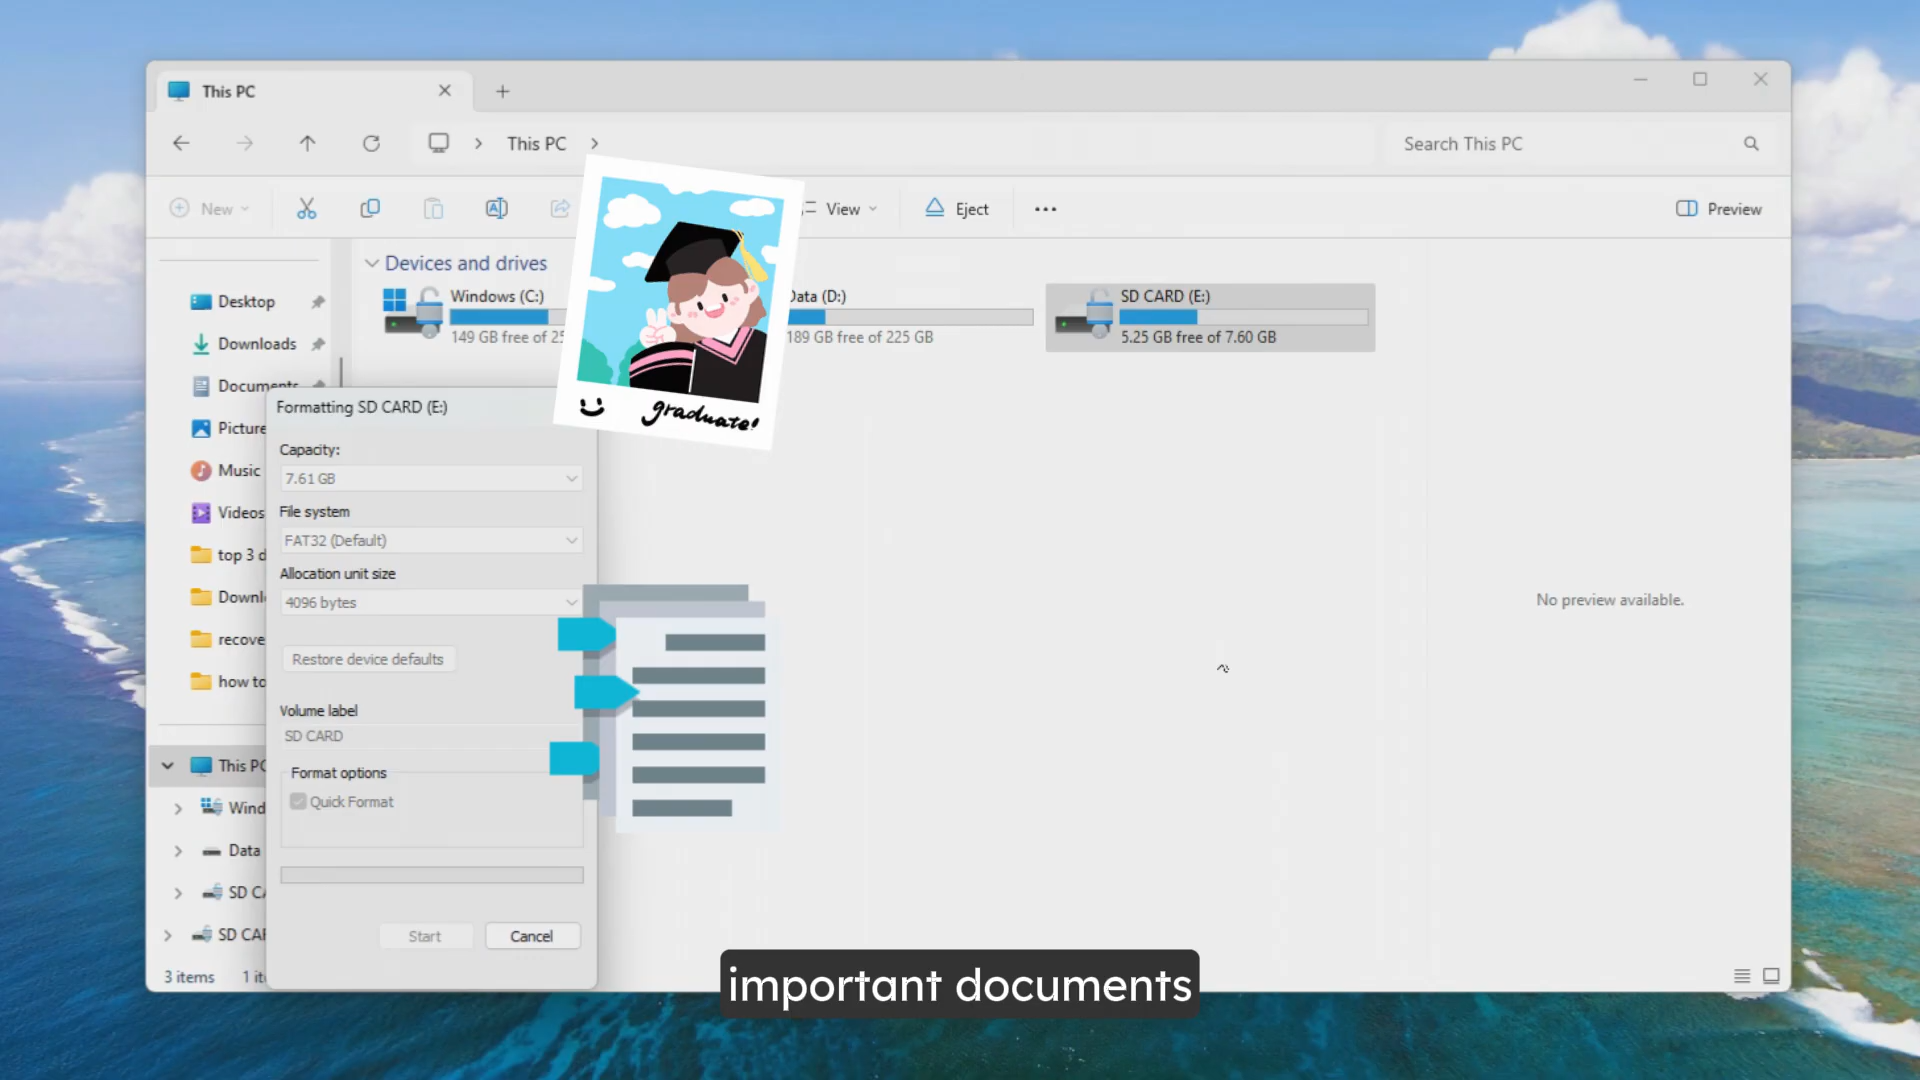 This PC
This PC
Search This PC
New
View
Eject
Preview
Devices and drives
Windows (C:)
149 GB free of 25
Data (D:)
189 GB free of 225 GB
SD CARD (E:)
5.25 GB free of 7.60 GB
graduate!
Desktop
Downloads
Documents
Picture
Music
Videos
top 3 d
Downl
recove
how to
This PC
Wind
Data
SD CA
SD CAR
3 items 1 it
Formatting SD CARD (E:)
Capacity:
7.61 GB
File system
FAT32 (Default)
Allocation unit size
4096 bytes
Restore device defaults
Volume label
SD CARD
Format options
Quick Format
Start Cancel
No preview available.
important documents